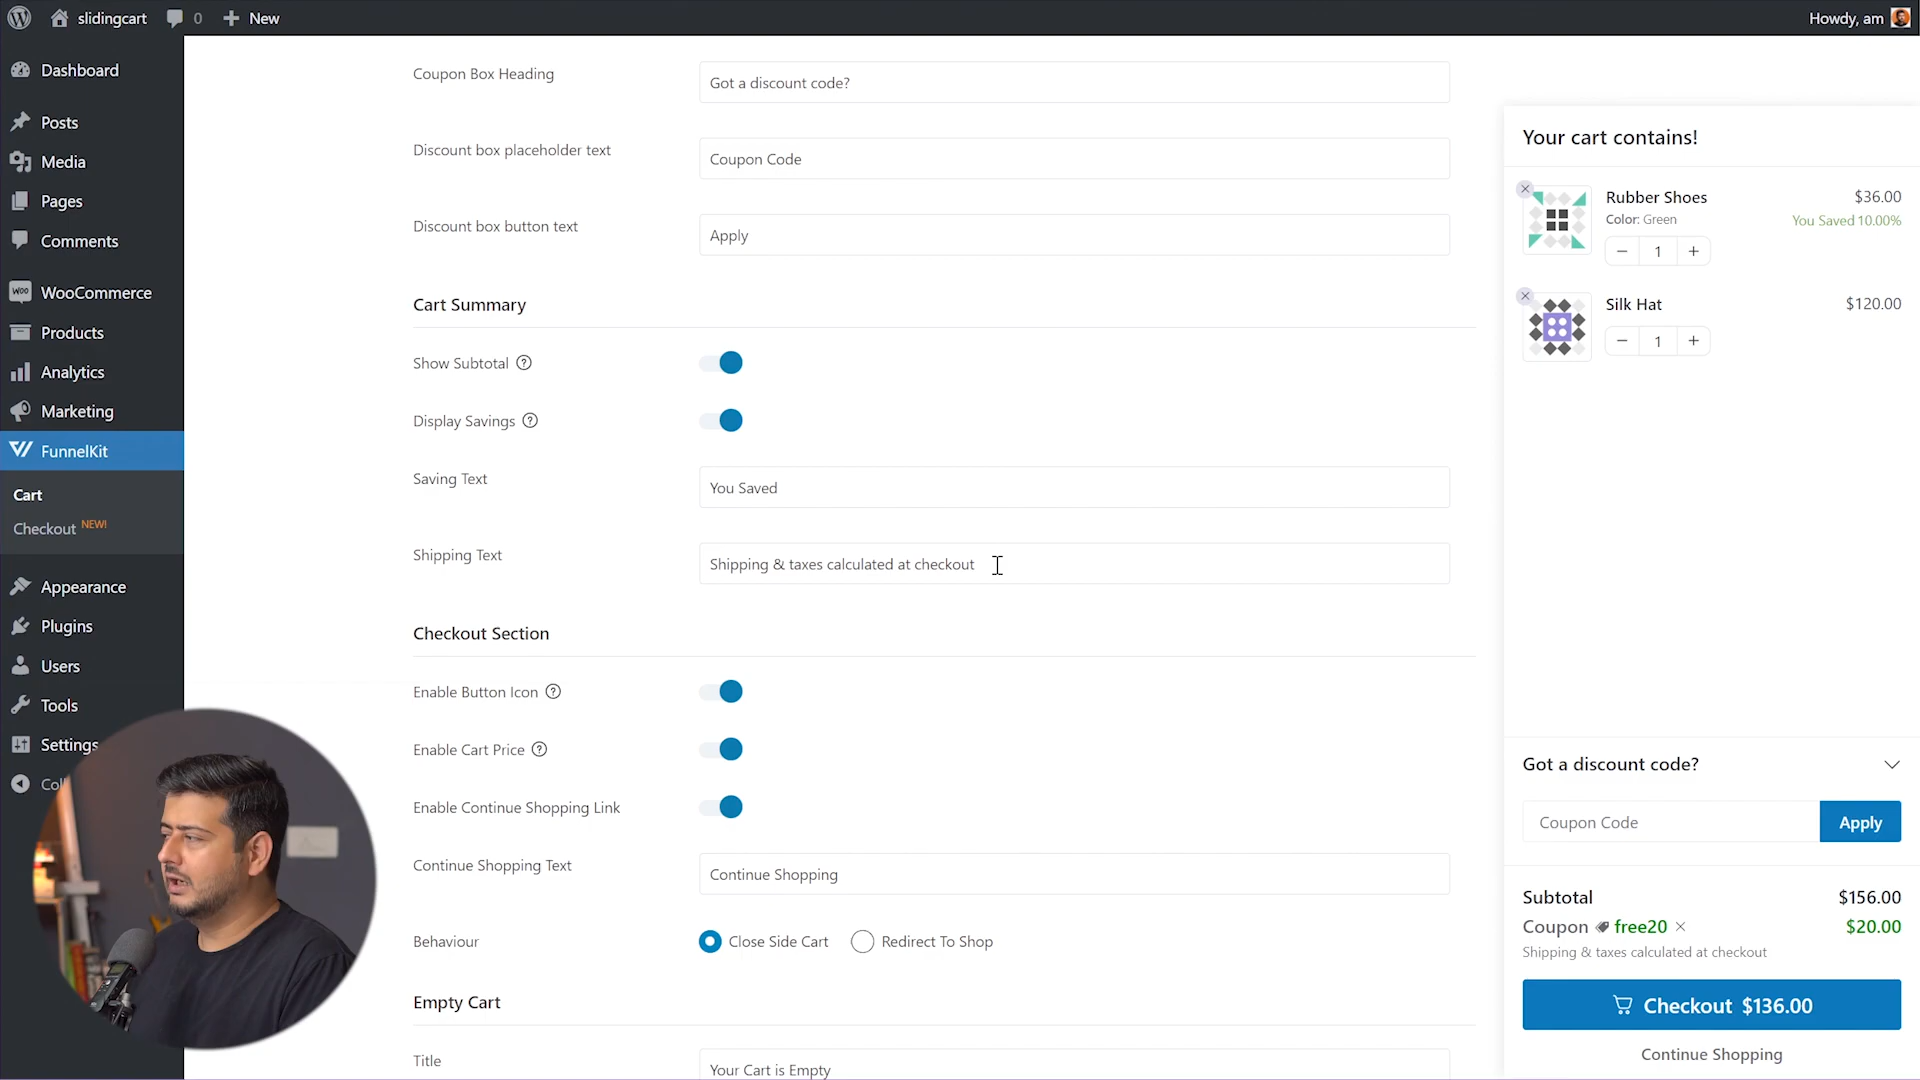 slidingcart
0
New
Howdy, am
Dashboard
Posts
Media
Pages
Comments
WOO
WooCommerce
Products
Analytics
Marketing
FunnelKit
Cart
Checkout NEW!
Appearance
Plugins
Users
Tools
Settings
Coupon Box Heading
Got a discount code?
Discount box placeholder text
Coupon Code
Discount box button text
Apply
Cart Summary
Show Subtotal ?
Display Savings ?
Saving Text
You Saved
Shipping Text
Shipping & taxes calculated at checkout
Checkout Section
Enable Button Icon ?
Enable Cart Price ?
Enable Continue Shopping Link
Continue Shopping Text
Continue Shopping
Behaviour
Close Side Cart
Redirect To Shop
Empty Cart
Title
Your Cart is Empty
Your cart contains!
Rubber Shoes $36.00
Color: Green You Saved 10.00%
− 1 +
Silk Hat $120.00
− 1 +
Got a discount code?
Coupon Code
Apply
Subtotal $156.00
Coupon free20 × $20.00
Shipping & taxes calculated at checkout
Checkout $136.00
Continue Shopping